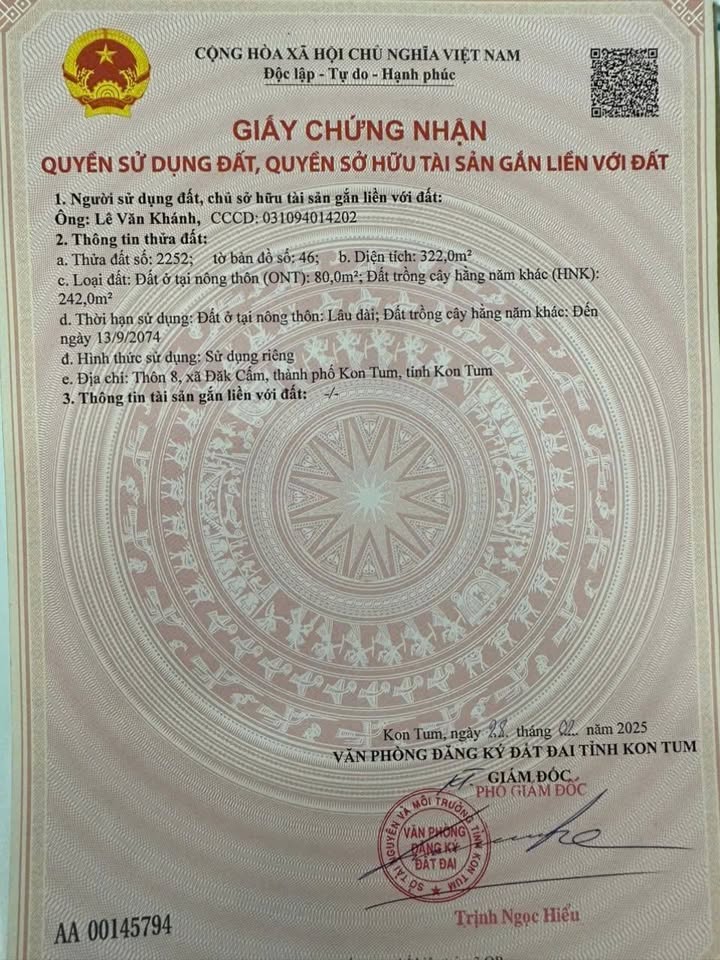 CỘNG HÒA XÃ HỘI CHỦ NGHĨA VIỆT NAM
Độc lập - Tự do - Hạnh phúc
GIẤY CHỨNG NHẬN
QUYỀN SỬ DỤNG ĐẤT, QUYỀN SỞ HỮU TÀI SẢN GẮN LIỀN VỚI ĐẤT
1. Người sử dụng đất, chủ sở hữu tài sản gắn liền với đất:
Ông: Lê Văn Khánh, CCCD: 031094014202
2. Thông tin thửa đất:
a. Thửa đất số: 2252; tờ bản đồ số: 46; b. Diện tích: 322,0m²
c. Loại đất: Đất ở tại nông thôn (ONT): 80,0m²; Đất trồng cây hằng năm khác (HNK):
242,0m²
d. Thời hạn sử dụng: Đất ở tại nông thôn: Lâu dài; Đất trồng cây hằng năm khác: Đến
ngày 13/9/2074
đ. Hình thức sử dụng: Sử dụng riêng
e. Địa chỉ: Thôn 8, xã Đăk Cấm, thành phố Kon Tum, tỉnh Kon Tum
3. Thông tin tài sản gắn liền với đất: -/-
Kon Tum, ngày 28 tháng 02 năm 2025
VĂN PHÒNG ĐĂNG KÝ ĐẤT ĐAI TỈNH KON TUM
GIÁM ĐỐC
KT.
PHÓ GIÁM ĐỐC
SỞ TÀI NGUYÊN VÀ MÔI TRƯỜNG TỈNH KON TUM
VĂN PHÒNG
ĐĂNG KÝ
ĐẤT ĐAI
Trịnh Ngọc Hiếu
AA 00145794